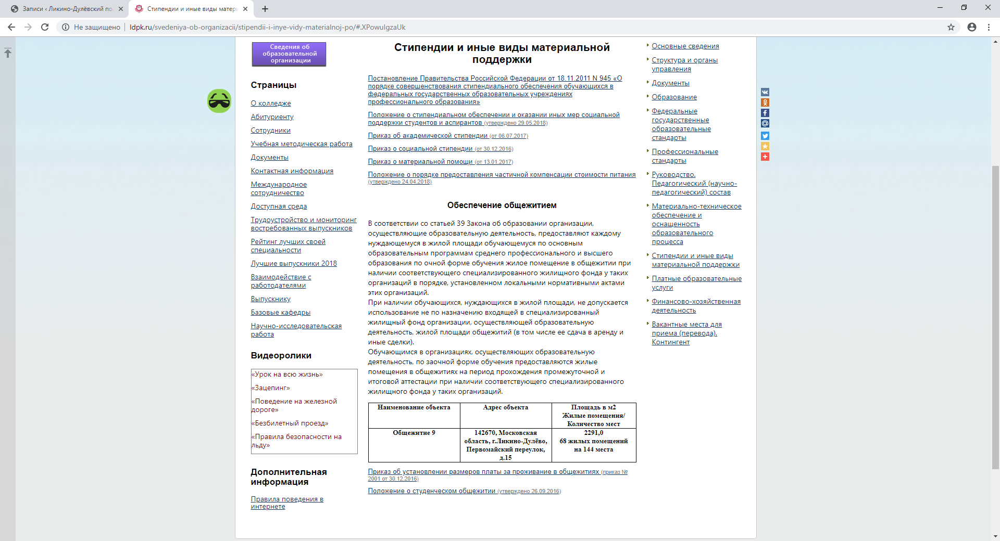 Записи ‹ Ликино-Дулёвский по
Стипендии и иные виды матери
Не защищено
ldpk.ru/svedeniya-ob-organizacii/stipendii-i-inye-vidy-materialnoj-po/#.XPowuIgzaUk
Сведения об
образовательной
организации
Страницы
О колледже
Абитуриенту
Сотрудники
Учебная методическая работа
Документы
Контактная информация
Международное
сотрудничество
Доступная среда
Трудоустройство и мониторинг
востребованных выпускников
Рейтинг лучших своей
специальности
Лучшие выпускники 2018
Взаимодействие с
работодателями
Выпускнику
Базовые кафедры
Научно-исследовательская
работа
Видеоролики
«Урок на всю жизнь»
«Зацепинг»
«Поведение на железной
дороге»
«Безбилетный проезд»
«Правила безопасности на
льду»
Дополнительная
информация
Правила поведения в
интернете
Стипендии и иные виды материальной
поддержки
Постановление Правительства Российской Федерации от 18.11.2011 N 945 «О
порядке совершенствования стипендиального обеспечения обучающихся в
федеральных государственных образовательных учреждениях
профессионального образования»
Положение о стипендиальном обеспечении и оказании иных мер социальной
поддержки студентов и аспирантов (утверждено 29.05.2018)
Приказ об академической стипендии (от 06.07.2017)
Приказ о социальной стипендии (от 30.12.2016)
Приказ о материальной помощи (от 13.01.2017)
Положение о порядке предоставления частичной компенсации стоимости питания
(утверждено 24.04.2018)
Обеспечение общежитием
В соответствии со статьей 39 Закона об образовании организации,
осуществляющие образовательную деятельность, предоставляют каждому
нуждающемуся в жилой площади обучающемуся по основным
образовательным программам среднего профессионального и высшего
образования по очной форме обучения жилое помещение в общежитии при
наличии соответствующего специализированного жилищного фонда у таких
организаций в порядке, установленном локальными нормативными актами
этих организаций.
При наличии обучающихся, нуждающихся в жилой площади, не допускается
использование не по назначению входящей в специализированный
жилищный фонд организации, осуществляющей образовательную
деятельность, жилой площади общежитий (в том числе ее сдача в аренду и
иные сделки).
Обучающимся в организациях, осуществляющих образовательную
деятельность, по заочной форме обучения предоставляются жилые
помещения в общежитиях на период прохождения промежуточной и
итоговой аттестации при наличии соответствующего специализированного
жилищного фонда у таких организаций.
Наименование объекта
Адрес объекта
Площадь в м2
Жилые помещения/
Количество мест
Общежитие 9
142670, Московская
область, г.Ликино-Дулёво,
Первомайский переулок,
д.15
2291,0
68 жилых помещений
на 144 места
Приказ об установлении размеров платы за проживание в общежитиях (приказ №
2001 от 30.12.2016)
Положение о студенческом общежитии (утверждено 26.09.2016)
Основные сведения
Структура и органы
управления
Документы
Образование
Федеральные
государственные
образовательные
стандарты
Профессиональные
стандарты
Руководство.
Педагогический (научно-
педагогический) состав
Материально-техническое
обеспечение и
оснащенность
образовательного
процесса
Стипендии и иные виды
материальной поддержки
Платные образовательные
услуги
Финансово-хозяйственная
деятельность
Вакантные места для
приема (перевода).
Контингент